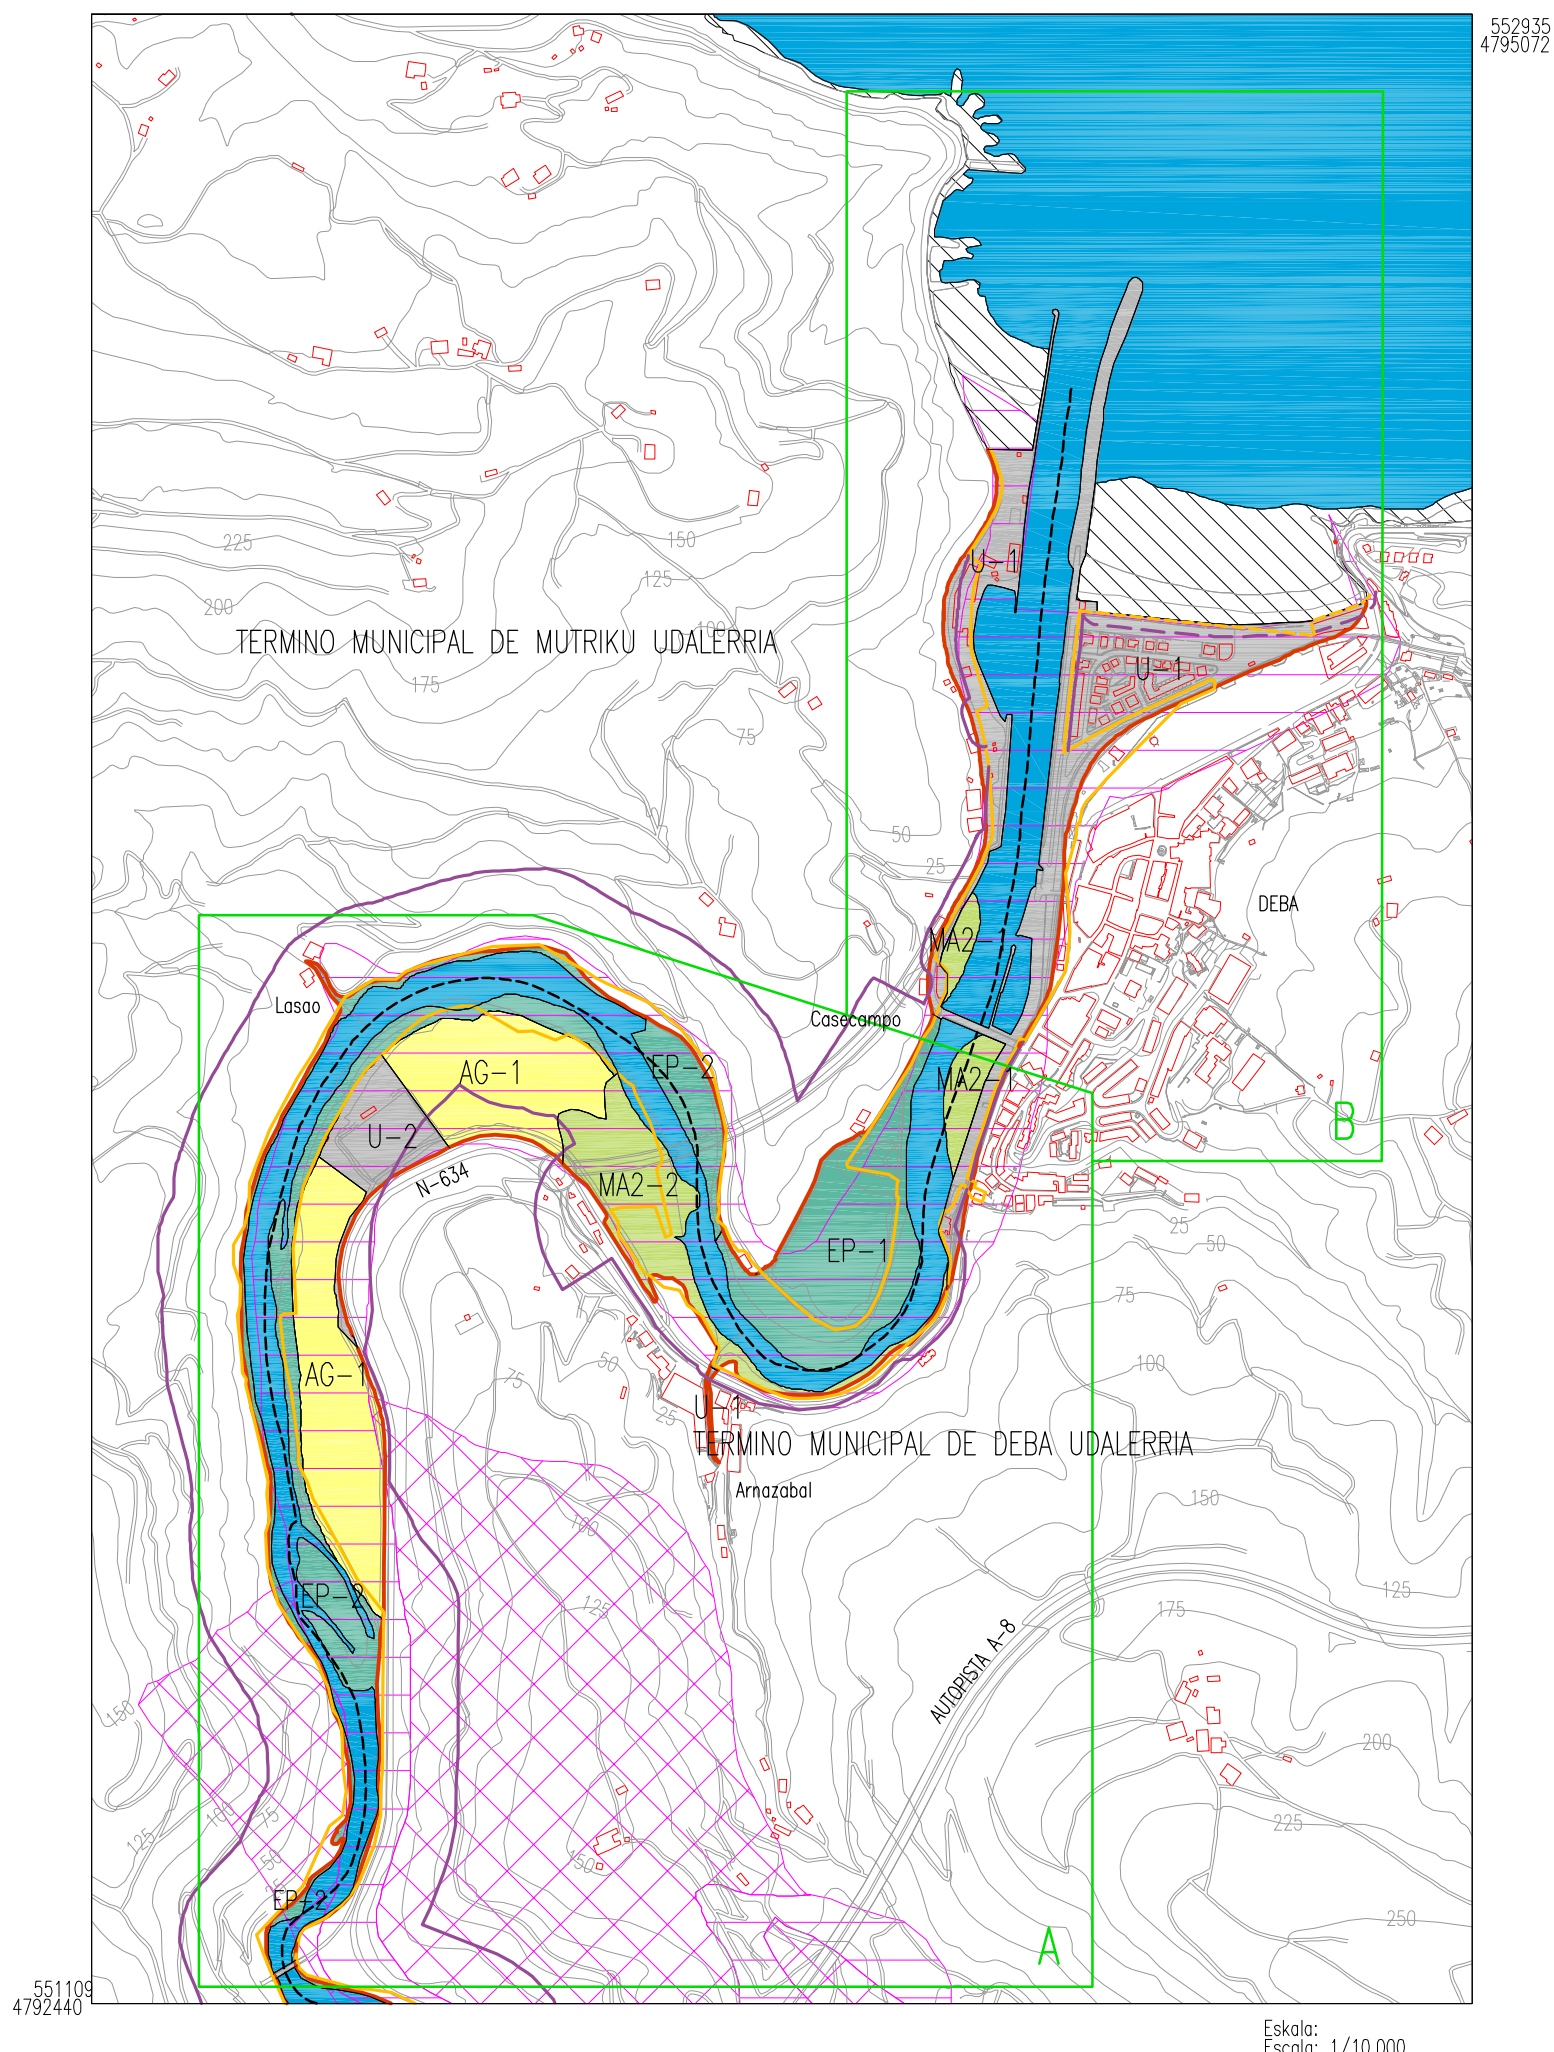 552935
4795072
225
150
125
200
100
TERMINO MUNICIPAL DE MUTRIKU UDALERRIA
U-1
U-1
175
75
50
25
DEBA
MA2-
Lasao
Casecampo
AG-1
EP-2
MA2-1
B
U-2
N-634
MA2-2
EP-1
25
50
75
100
AG-1
50
75
25
U-1
TERMINO MUNICIPAL DE DEBA UDALERRIA
Arnazabal
150
100
EP-2
125
125
175
AUTOPISTA A-8
150
200
100
75
125
225
50
150
EP-2
250
A
551109
4792440
Eskala:
Escala: 1/10.000